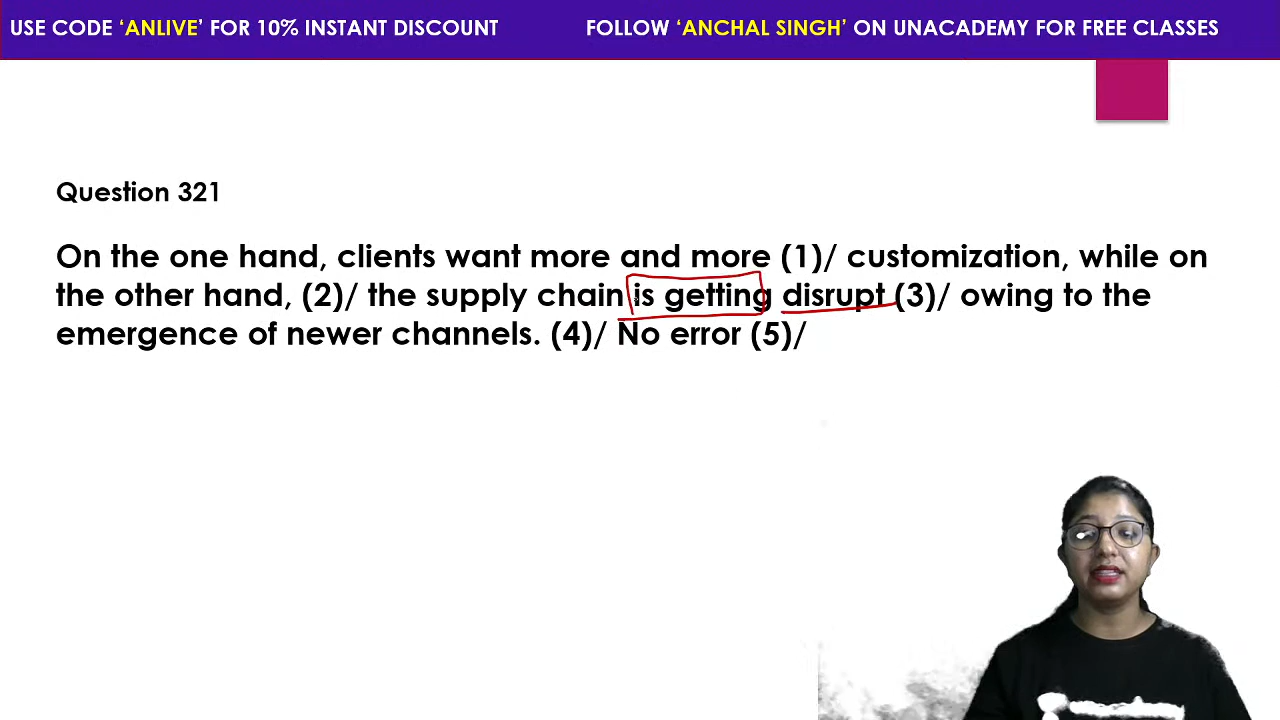 USE CODE ‘ANLIVE’ FOR 10% INSTANT DISCOUNT FOLLOW ‘ANCHAL SINGH’ ON UNACADEMY FOR FREE CLASSES
Question 321
On the one hand, clients want more and more (1)/ customization, while on
the other hand, (2)/ the supply chain is getting disrupt (3)/ owing to the
emergence of newer channels. (4)/ No error (5)/